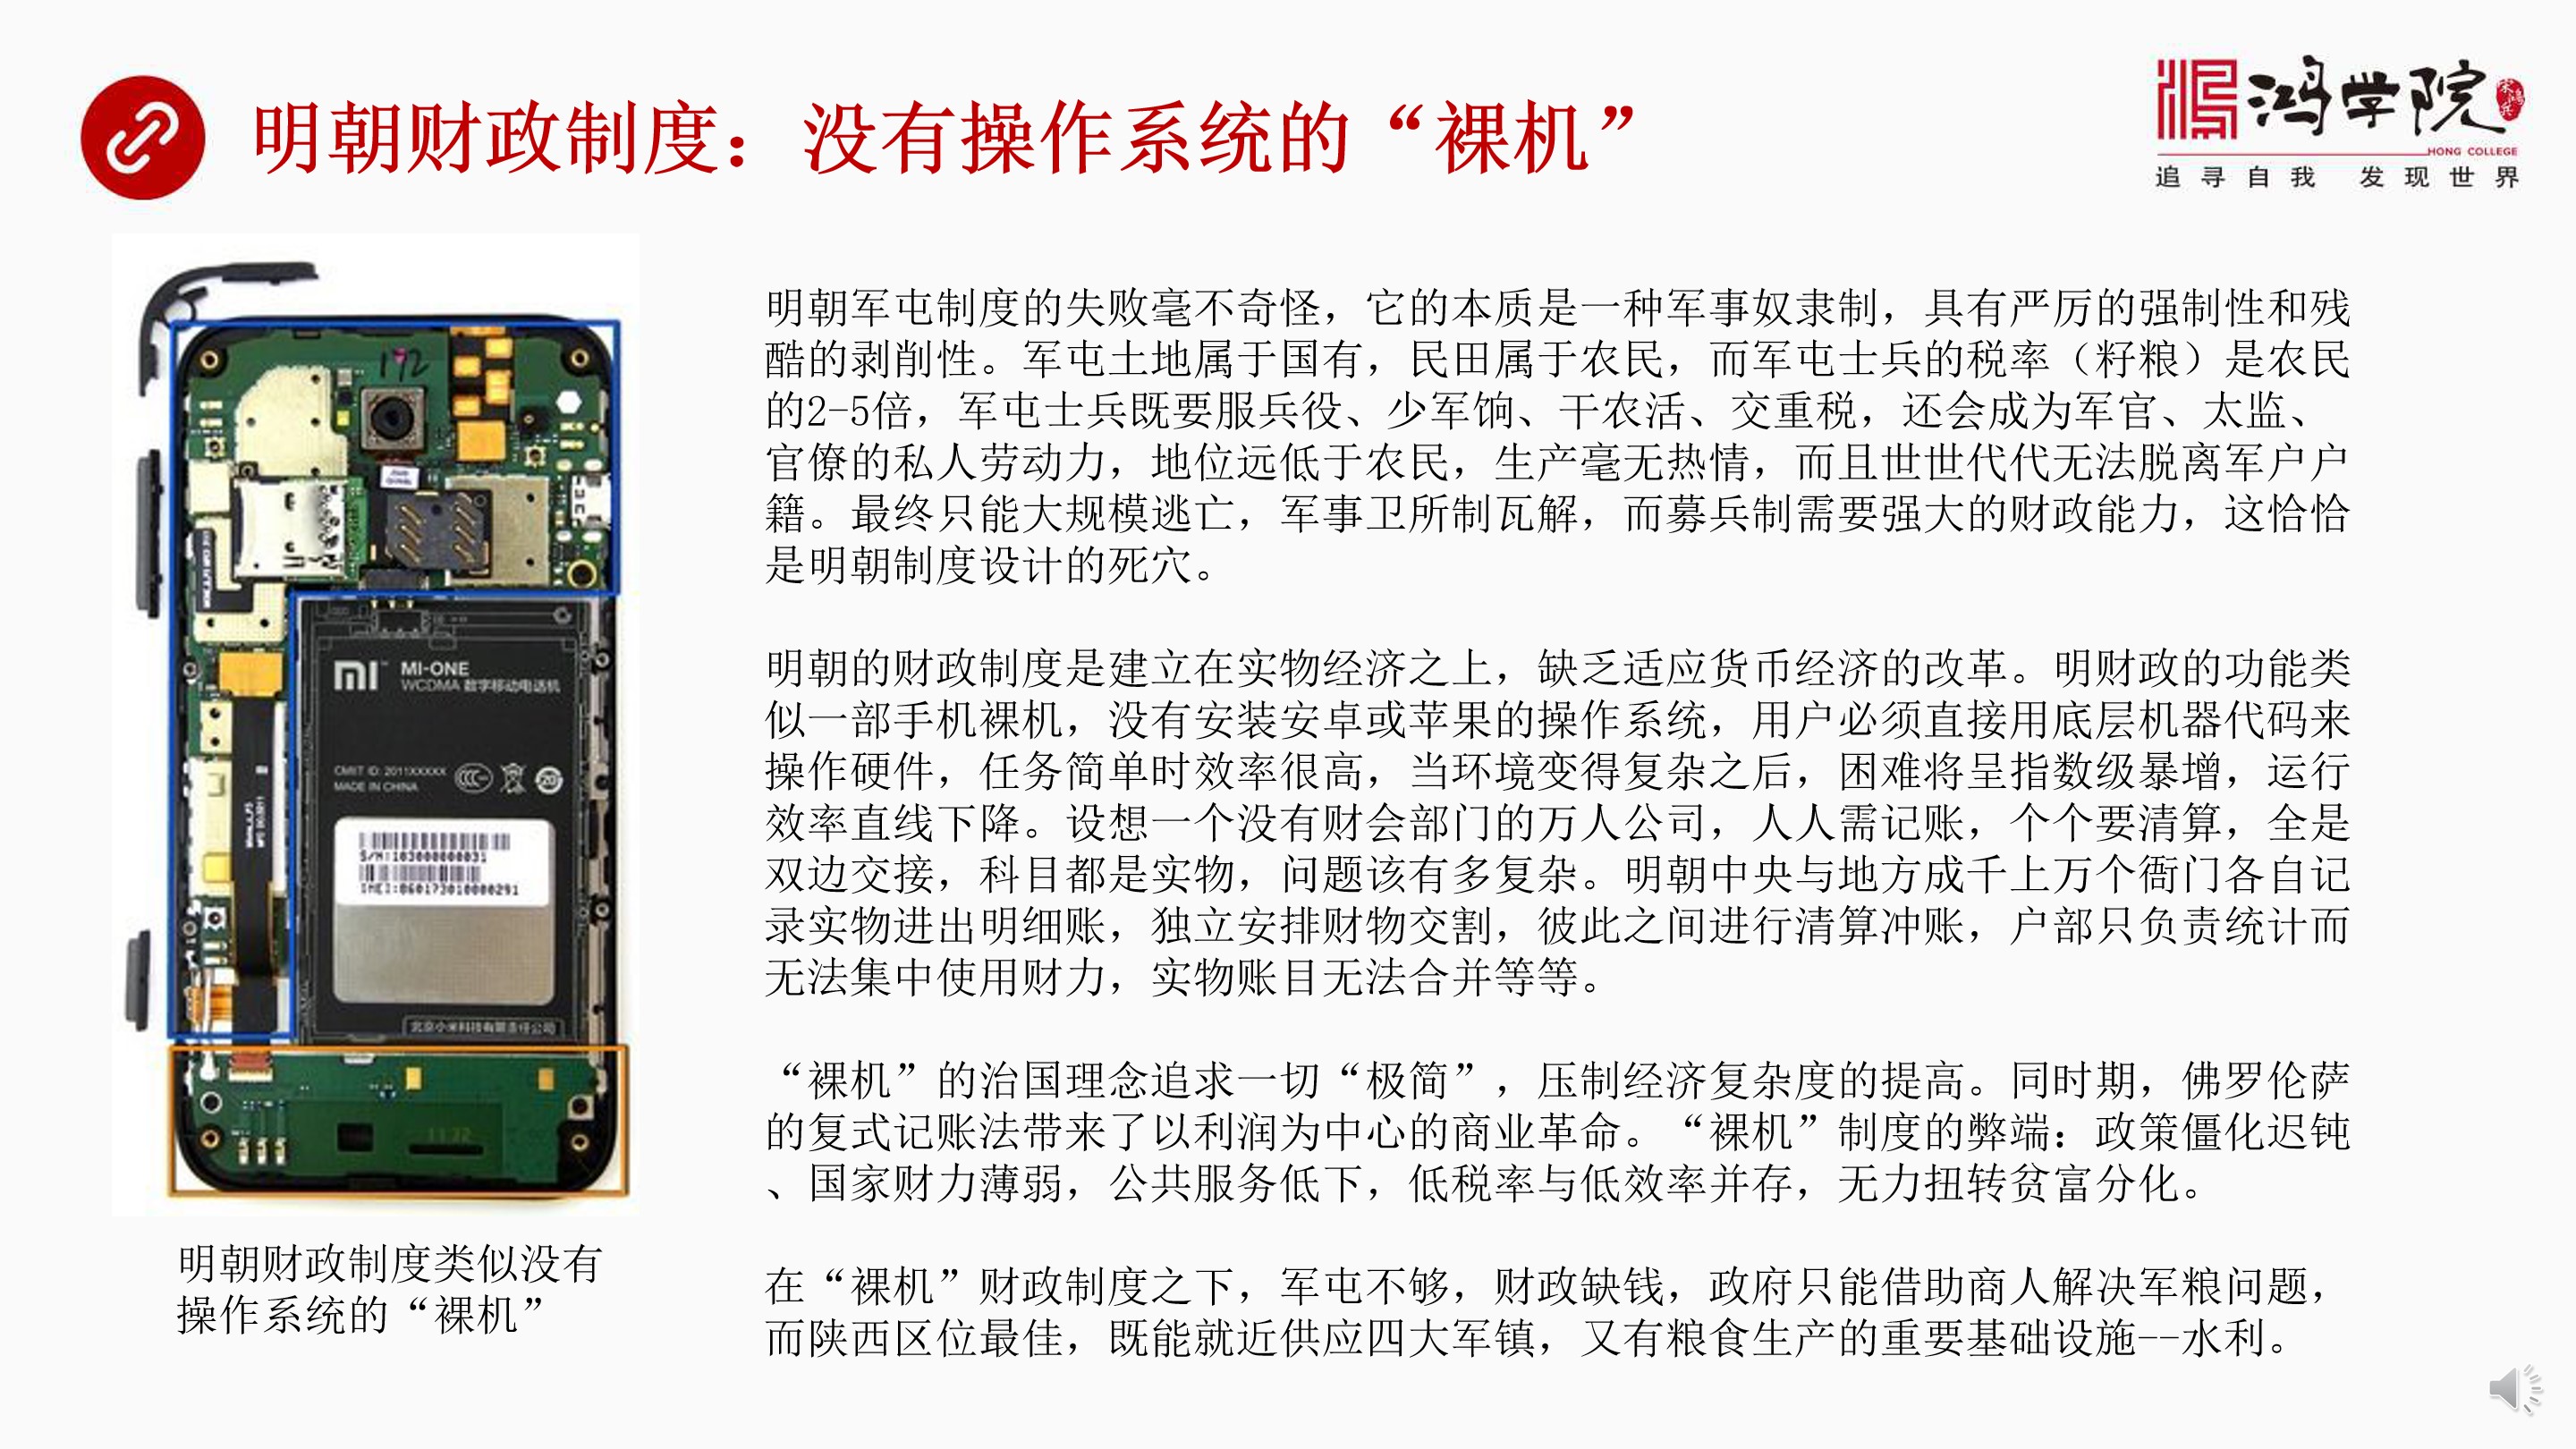 明朝财政制度：没有操作系统的“裸机”
鸿学院
HONG COLLEGE
追寻自我 发现世界
192
MI-ONE
WCDMA 数字移动电话机
CMIIT ID: 2011XXXXX
MADE IN CHINA
S/N:103000000031
IMEI:860173010000291
北京小米科技有限责任公司
明朝财政制度类似没有
操作系统的“裸机”
明朝军屯制度的失败毫不奇怪，它的本质是一种军事奴隶制，具有严厉的强制性和残
酷的剥削性。军屯土地属于国有，民田属于农民，而军屯士兵的税率（籽粮）是农民
的2-5倍，军屯士兵既要服兵役、少军饷、干农活、交重税，还会成为军官、太监、
官僚的私人劳动力，地位远低于农民，生产毫无热情，而且世世代代无法脱离军户户
籍。最终只能大规模逃亡，军事卫所制瓦解，而募兵制需要强大的财政能力，这恰恰
是明朝制度设计的死穴。
明朝的财政制度是建立在实物经济之上，缺乏适应货币经济的改革。明财政的功能类
似一部手机裸机，没有安装安卓或苹果的操作系统，用户必须直接用底层机器代码来
操作硬件，任务简单时效率很高，当环境变得复杂之后，困难将呈指数级暴增，运行
效率直线下降。设想一个没有财会部门的万人公司，人人需记账，个个要清算，全是
双边交接，科目都是实物，问题该有多复杂。明朝中央与地方成千上万个衙门各自记
录实物进出明细账，独立安排财物交割，彼此之间进行清算冲账，户部只负责统计而
无法集中使用财力，实物账目无法合并等等。
“裸机”的治国理念追求一切“极简”，压制经济复杂度的提高。同时期，佛罗伦萨
的复式记账法带来了以利润为中心的商业革命。“裸机”制度的弊端：政策僵化迟钝
、国家财力薄弱，公共服务低下，低税率与低效率并存，无力扭转贫富分化。
在“裸机”财政制度之下，军屯不够，财政缺钱，政府只能借助商人解决军粮问题，
而陕西区位最佳，既能就近供应四大军镇，又有粮食生产的重要基础设施--水利。